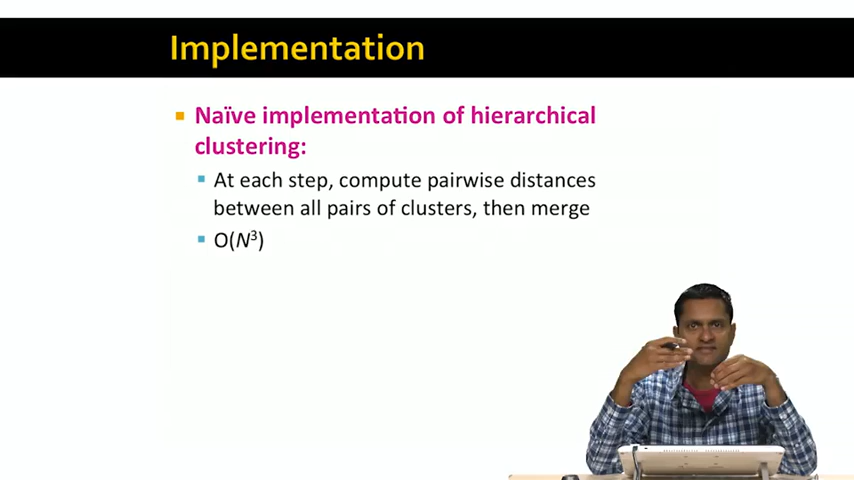 Implementation
Naïve implementation of hierarchical
clustering:
At each step, compute pairwise distances
between all pairs of clusters, then merge
O(N³)